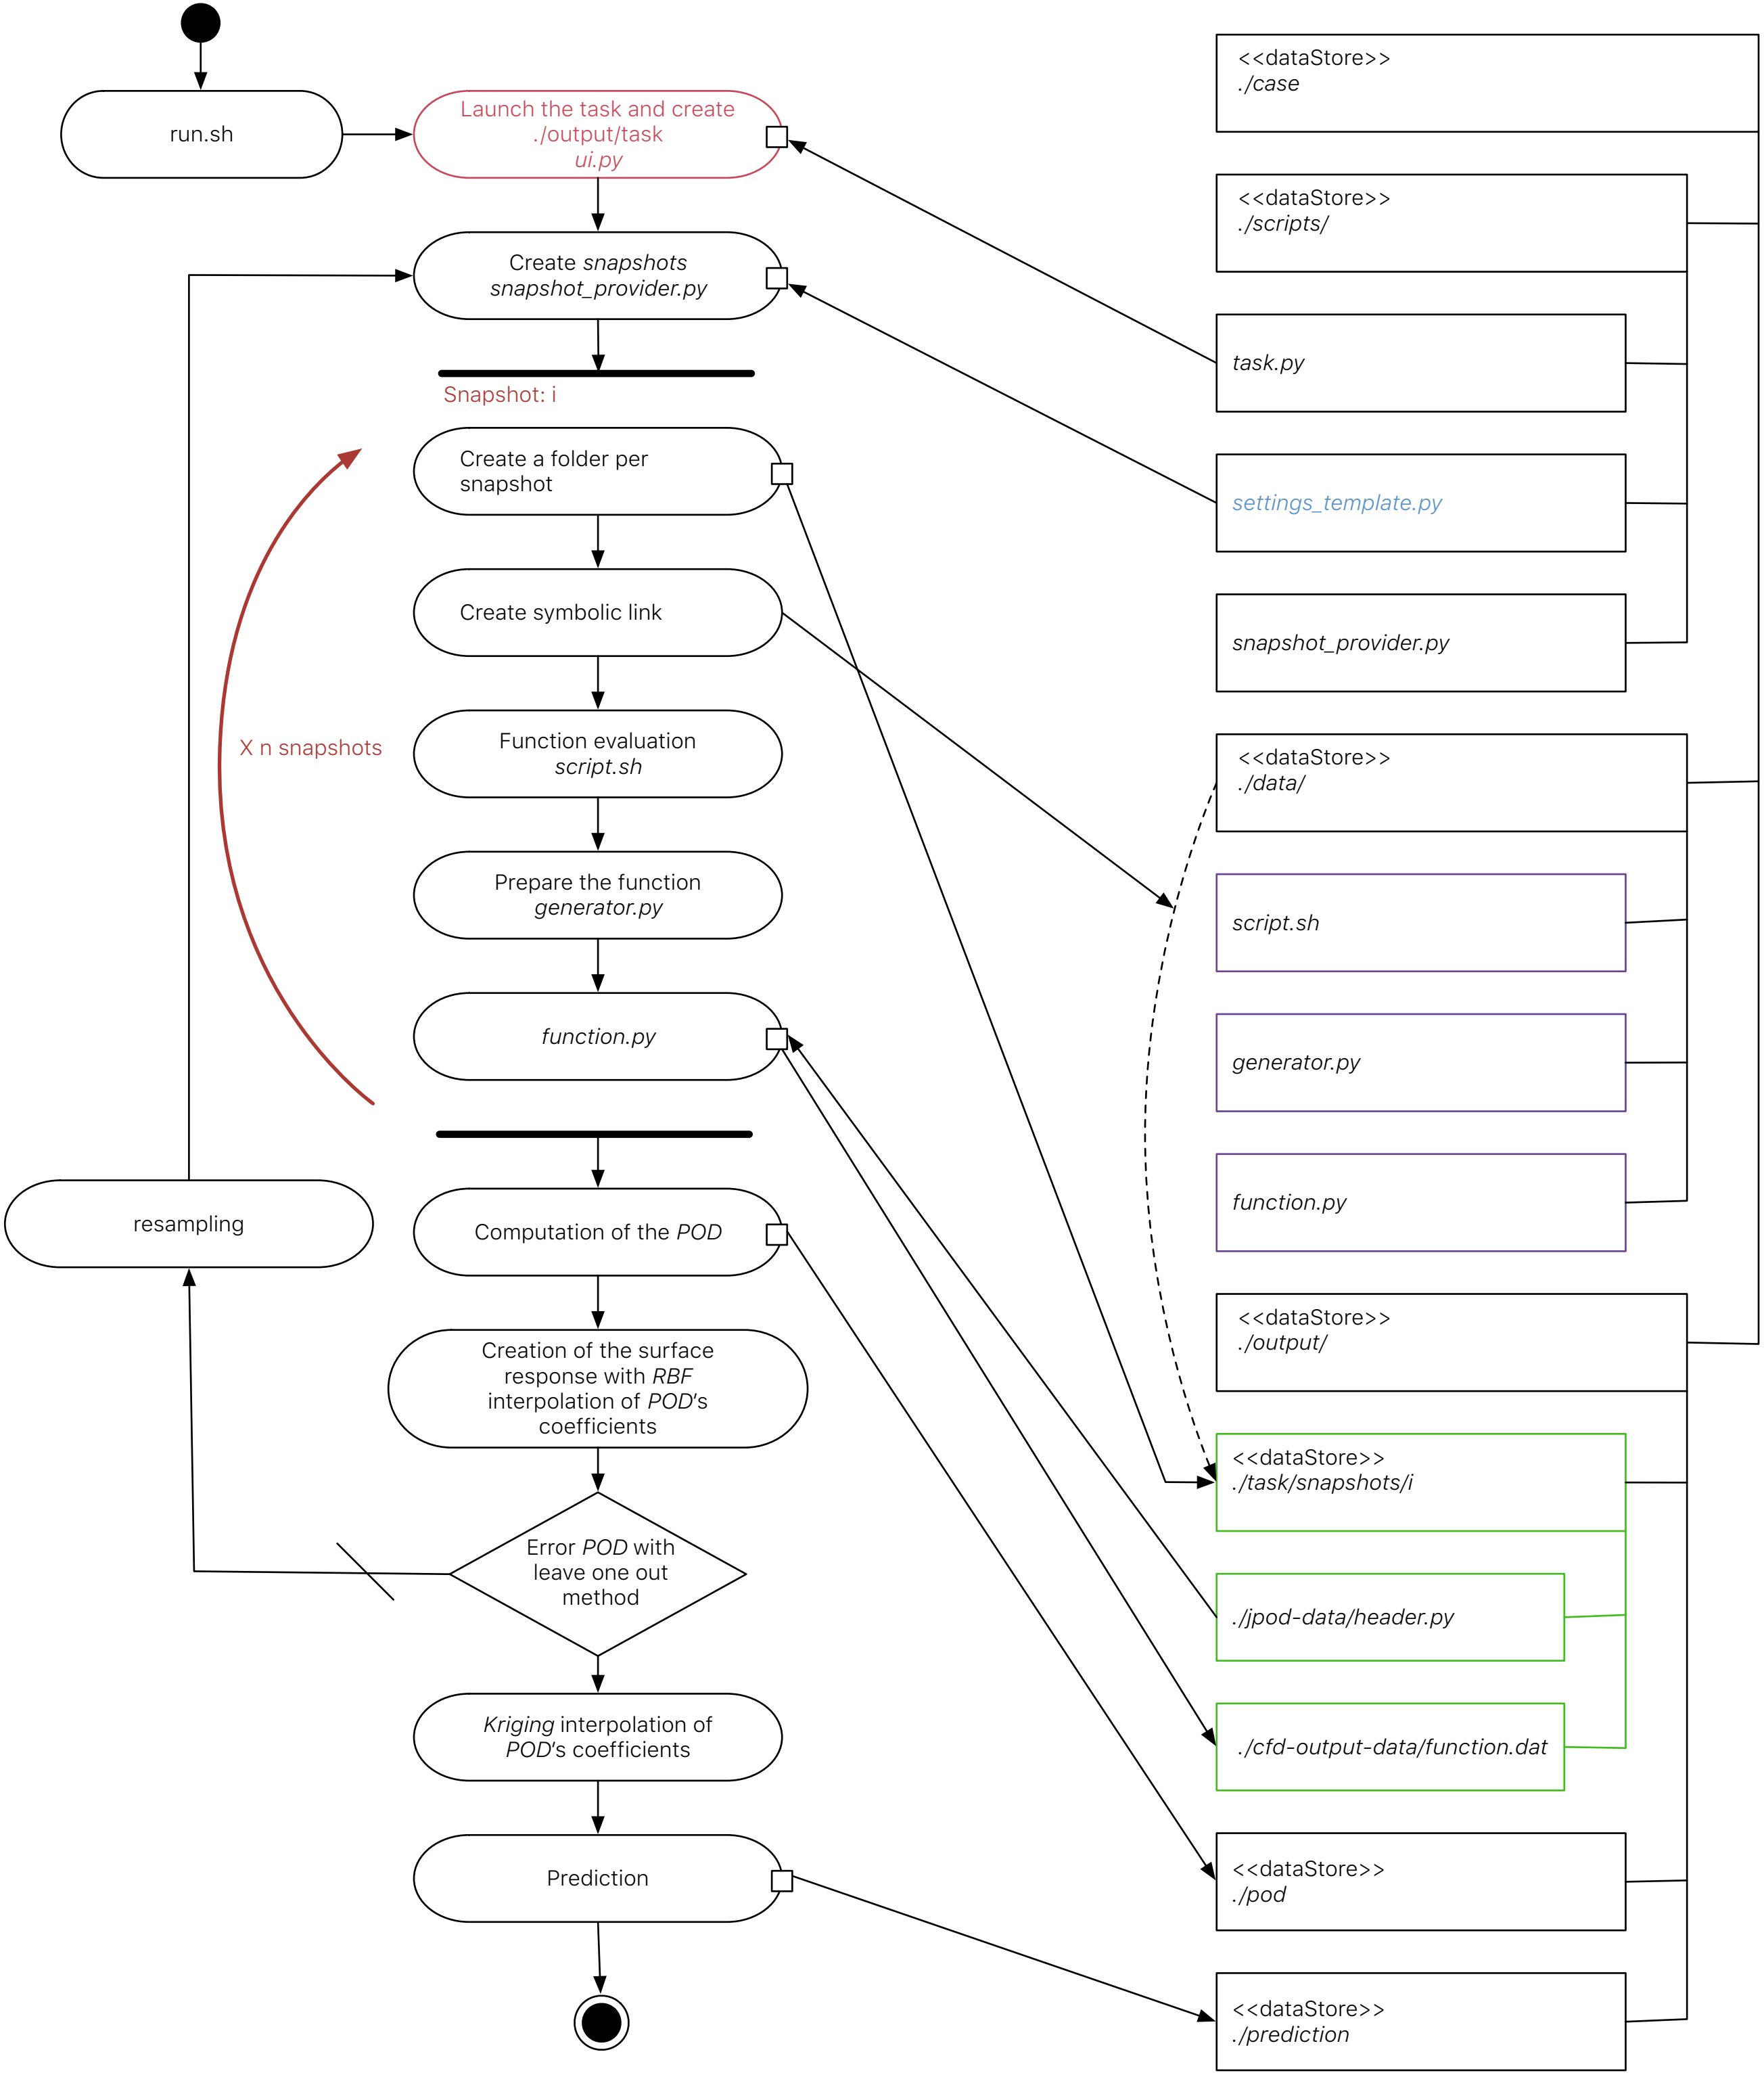 run.sh
Launch the task and create
./output/task
ui.py
Create snapshots
snapshot_provider.py
Snapshot: i
Create a folder per
snapshot
Create symbolic link
Function evaluation
script.sh
X n snapshots
Prepare the function
generator.py
function.py
resampling
Computation of the POD
Creation of the surface
response with RBF
interpolation of POD's
coefficients
Error POD with
leave one out
method
Kriging interpolation of
POD's coefficients
Prediction
<<dataStore>>
./case
<<dataStore>>
./scripts/
task.py
settings_template.py
snapshot_provider.py
<<dataStore>>
./data/
script.sh
generator.py
function.py
<<dataStore>>
./output/
<<dataStore>>
./task/snapshots/i
./jpod-data/header.py
./cfd-output-data/function.dat
<<dataStore>>
./pod
<<dataStore>>
./prediction